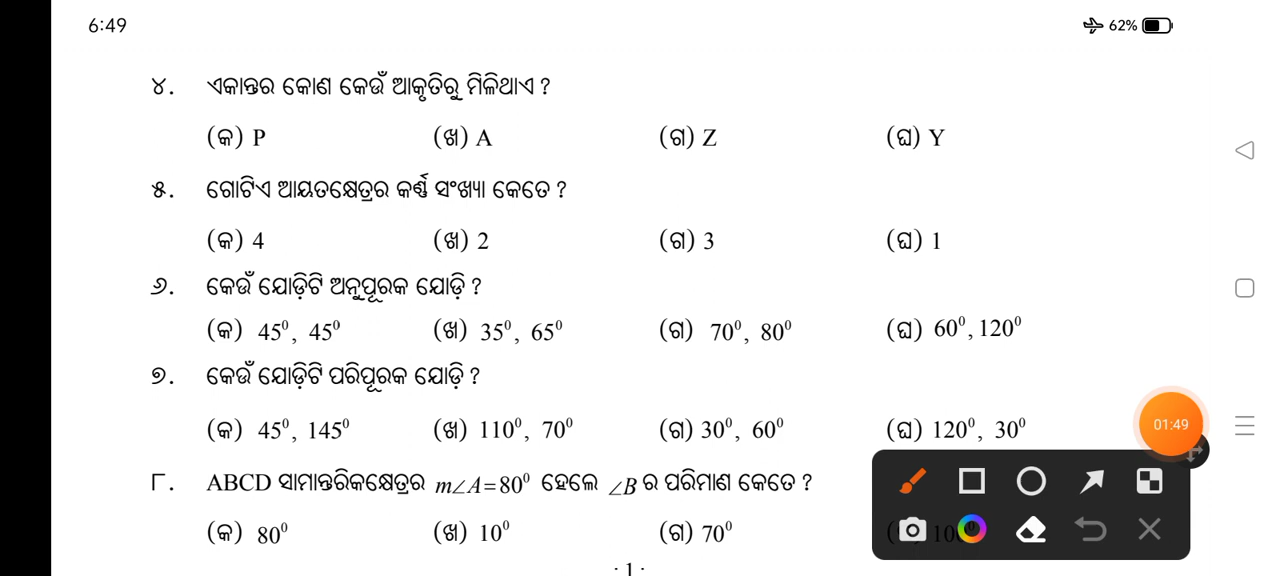 6:49 62%
୪. ଏକାନ୍ତର କୋଣ କେଉଁ ଆକୃତିରୁ ମିଳିଥାଏ ?
(କ) P (ଖ) A (ଗ) Z (ଘ) Y
୫. ଗୋଟିଏ ଆୟତକ୍ଷେତ୍ରର କର୍ଣ୍ଣ ସଂଖ୍ୟା କେତେ ?
(କ) 4 (ଖ) 2 (ଗ) 3 (ଘ) 1
୬. କେଉଁ ଯୋଡ଼ିଟି ଅନୁପୂରକ ଯୋଡ଼ି ?
(କ) 45⁰, 45⁰ (ଖ) 35⁰, 65⁰ (ଗ) 70⁰, 80⁰ (ଘ) 60⁰, 120⁰
୭. କେଉଁ ଯୋଡ଼ିଟି ପରିପୂରକ ଯୋଡ଼ି ?
(କ) 45⁰, 145⁰ (ଖ) 110⁰, 70⁰ (ଗ) 30⁰, 60⁰ (ଘ) 120⁰, 30⁰
01:49
୮. ABCD ସାମାନ୍ତରିକକ୍ଷେତ୍ରର m∠A=80⁰ ହେଲେ ∠B ର ପରିମାଣ କେତେ ?
(କ) 80⁰ (ଖ) 10⁰ (ଗ) 70⁰
· 1 ·